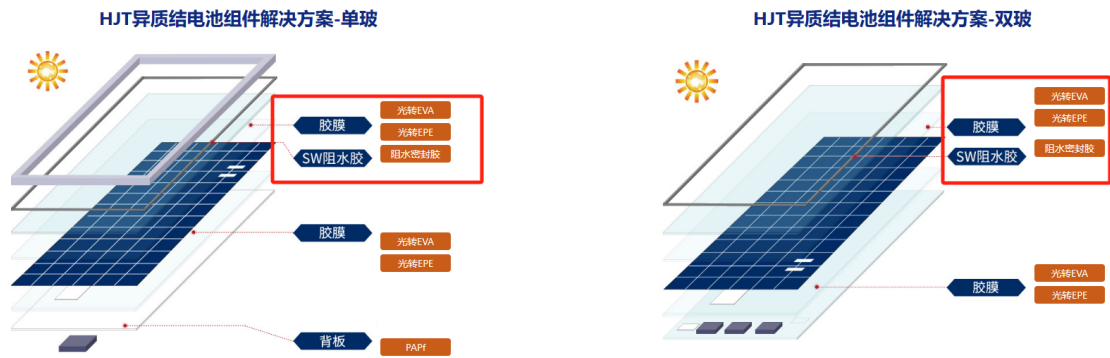 HJT异质结电池组件解决方案-单玻
光转EVA
胶膜
光转EPE
SW阻水胶
阻水密封胶
胶膜
光转EVA
光转EPE
背板
PAPf
HJT异质结电池组件解决方案-双玻
光转EVA
胶膜
光转EPE
SW阻水胶
阻水密封胶
胶膜
光转EVA
光转EPE